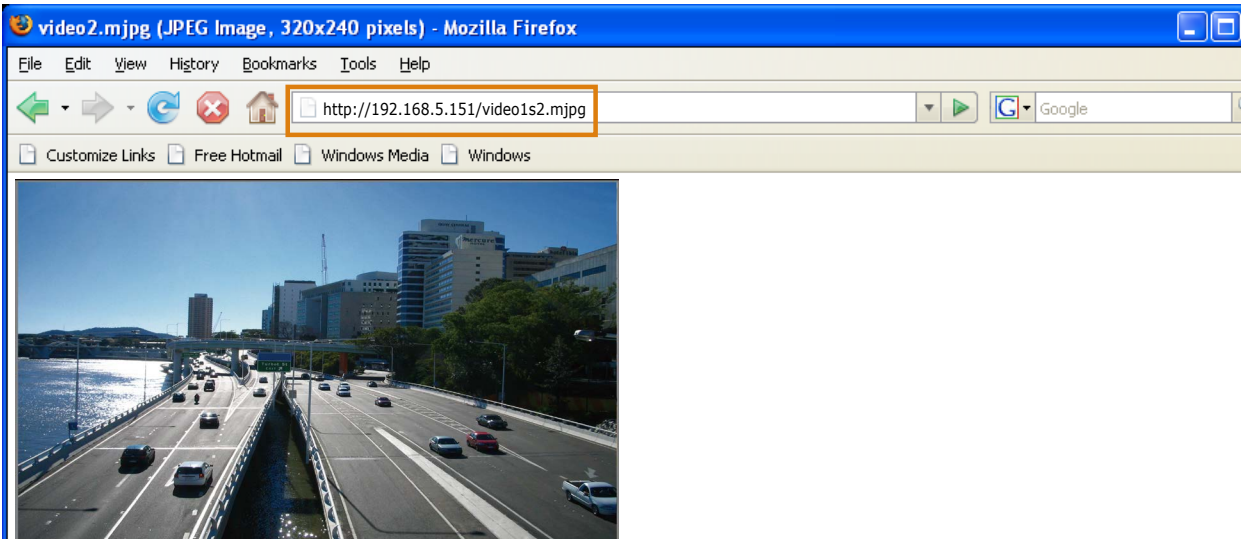 video2.mjpg (JPEG Image, 320x240 pixels) - Mozilla Firefox
File Edit View History Bookmarks Tools Help
http://192.168.5.151/video1s2.mjpg G Google
Customize Links Free Hotmail Windows Media Windows